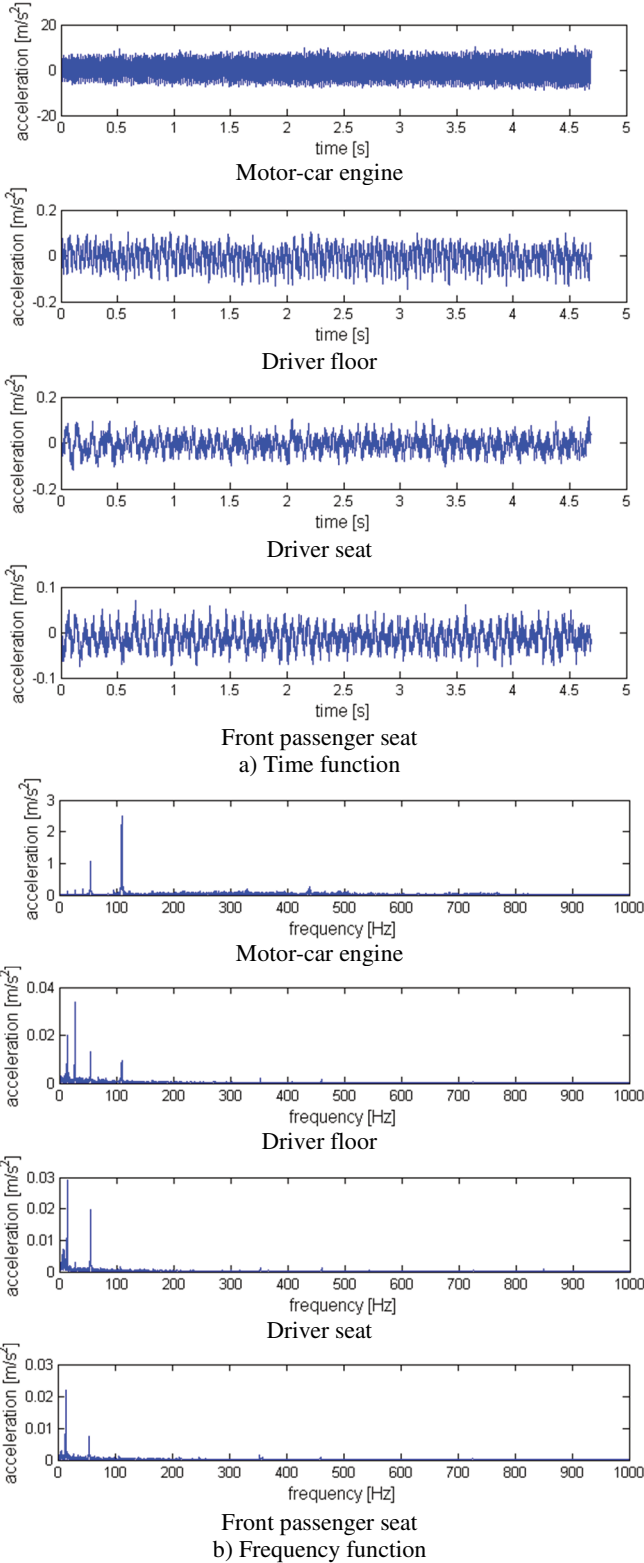 20
0
-20
acceleration [m/s²]
0 0.5 1 1.5 2 2.5 3 3.5 4 4.5 5
time [s]
Motor-car engine
0.2
0
-0.2
acceleration [m/s²]
0 0.5 1 1.5 2 2.5 3 3.5 4 4.5 5
time [s]
Driver floor
0.2
0
-0.2
acceleration [m/s²]
0 0.5 1 1.5 2 2.5 3 3.5 4 4.5 5
time [s]
Driver seat
0.1
0
-0.1
acceleration [m/s²]
0 0.5 1 1.5 2 2.5 3 3.5 4 4.5 5
time [s]
Front passenger seat
a) Time function
3
2
1
0
acceleration [m/s²]
0 100 200 300 400 500 600 700 800 900 1000
frequency [Hz]
Motor-car engine
0.04
0.02
0
acceleration [m/s²]
0 100 200 300 400 500 600 700 800 900 1000
frequency [Hz]
Driver floor
0.03
0.02
0.01
0
acceleration [m/s²]
0 100 200 300 400 500 600 700 800 900 1000
frequency [Hz]
Driver seat
0.03
0.02
0.01
0
acceleration [m/s²]
0 100 200 300 400 500 600 700 800 900 1000
frequency [Hz]
Front passenger seat
b) Frequency function